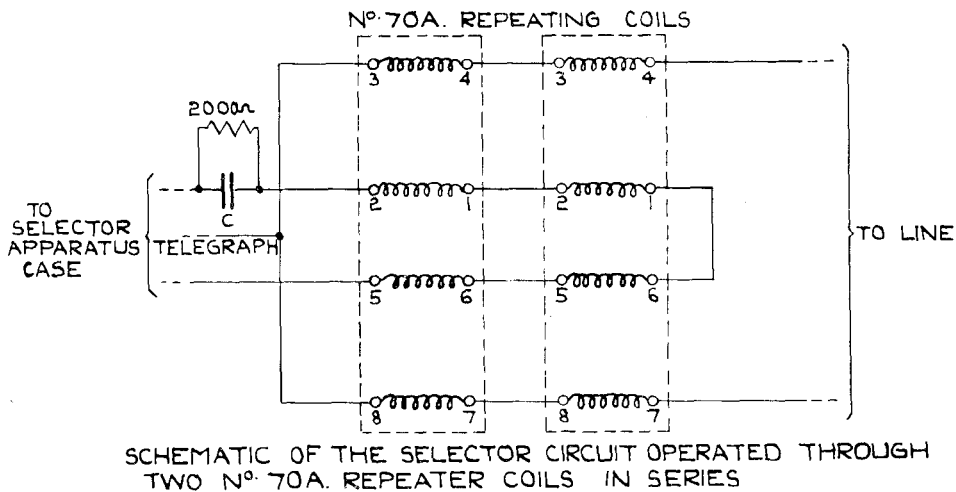 Nº. 70A. REPEATING COILS
3 4 3 4
200ω
2 1 2 1
C
TO
SELECTOR
APPARATUS
CASE
TELEGRAPH
TO LINE
5 6 5 6
8 7 8 7
SCHEMATIC OF THE SELECTOR CIRCUIT OPERATED THROUGH
TWO Nº. 70A. REPEATER COILS IN SERIES